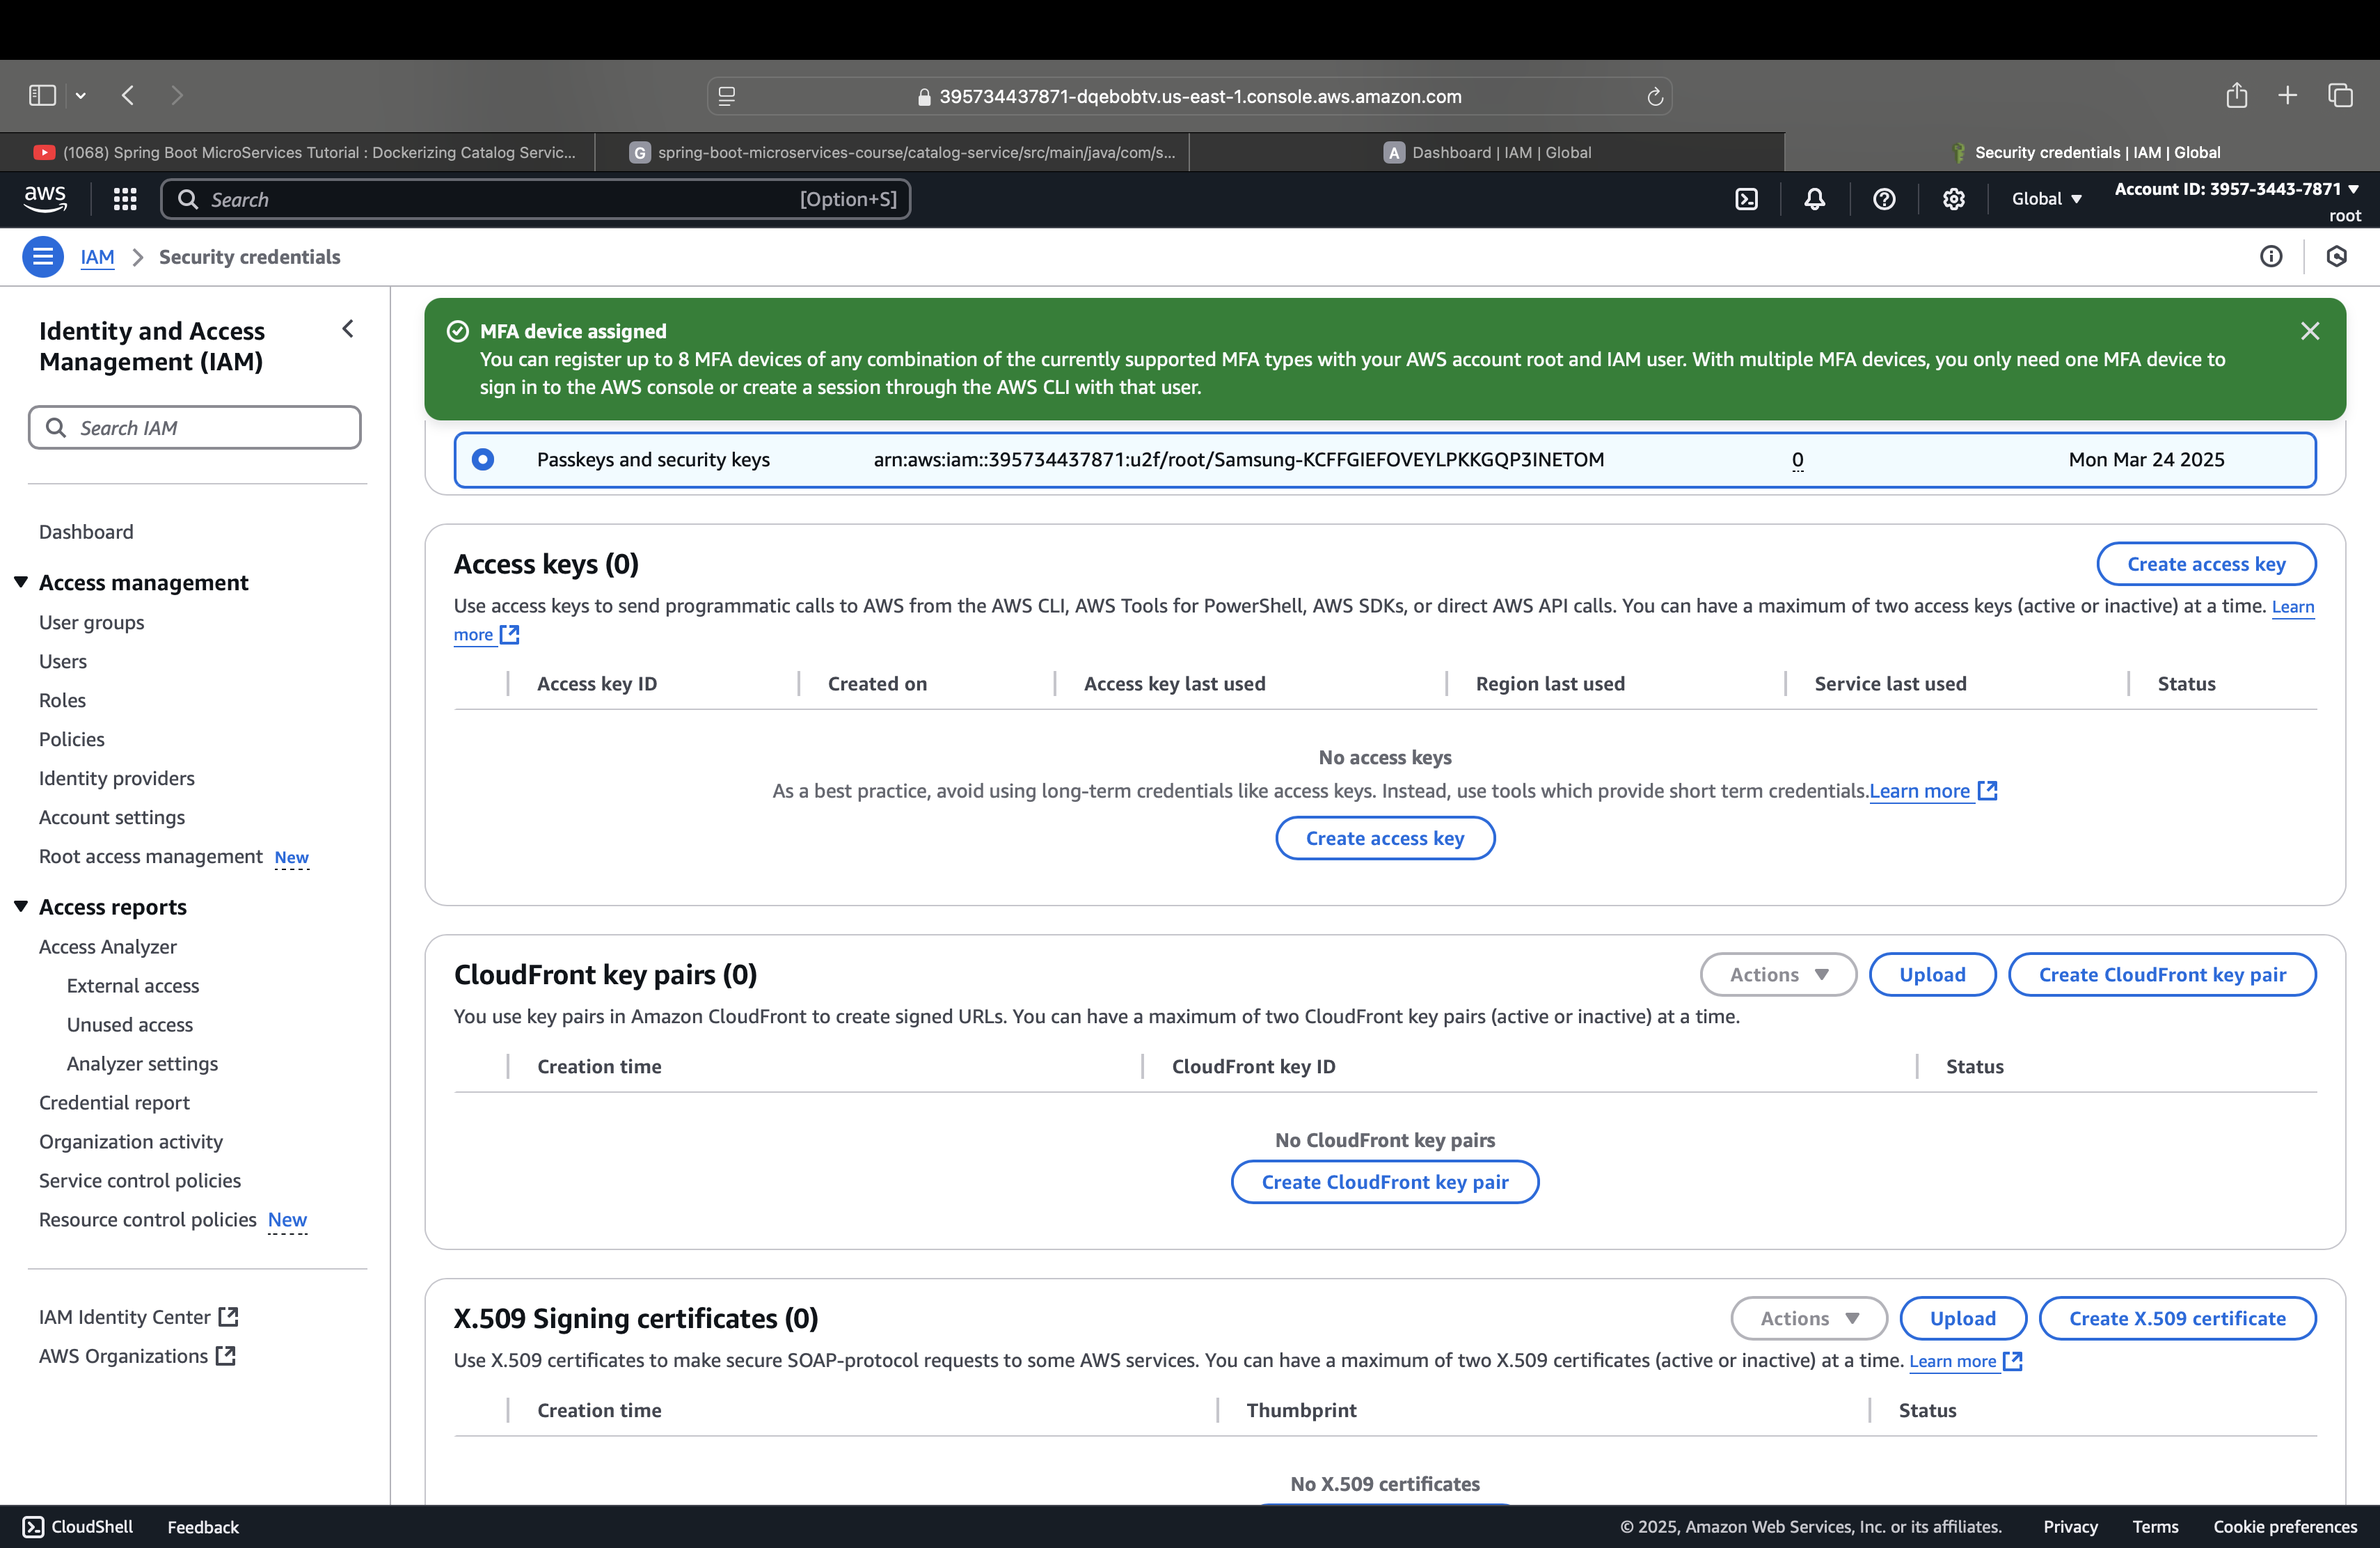 395734437871-dqebobtv.us-east-1.console.aws.amazon.com
(1068) Spring Boot MicroServices Tutorial : Dockerizing Catalog Servic...
G spring-boot-microservices-course/catalog-service/src/main/java/com/s...
A Dashboard | IAM | Global
Security credentials | IAM | Global
aws
Search [Option+S]
Global
Account ID: 3957-3443-7871
root
IAM
Security credentials
Identity and Access
Management (IAM)
Search IAM
Dashboard
Access management
User groups
Users
Roles
Policies
Identity providers
Account settings
Root access management New
Access reports
Access Analyzer
External access
Unused access
Analyzer settings
Credential report
Organization activity
Service control policies
Resource control policies New
IAM Identity Center
AWS Organizations
MFA device assigned
You can register up to 8 MFA devices of any combination of the currently supported MFA types with your AWS account root and IAM user. With multiple MFA devices, you only need one MFA device to
sign in to the AWS console or create a session through the AWS CLI with that user.
Passkeys and security keys arn:aws:iam::395734437871:u2f/root/Samsung-KCFFGIEFOVEYLPKKGQP3INETOM 0 Mon Mar 24 2025
Access keys (0)
Create access key
Use access keys to send programmatic calls to AWS from the AWS CLI, AWS Tools for PowerShell, AWS SDKs, or direct AWS API calls. You can have a maximum of two access keys (active or inactive) at a time. Learn
more
Access key ID Created on Access key last used Region last used Service last used Status
No access keys
As a best practice, avoid using long-term credentials like access keys. Instead, use tools which provide short term credentials.Learn more
Create access key
CloudFront key pairs (0)
Actions Upload Create CloudFront key pair
You use key pairs in Amazon CloudFront to create signed URLs. You can have a maximum of two CloudFront key pairs (active or inactive) at a time.
Creation time CloudFront key ID Status
No CloudFront key pairs
Create CloudFront key pair
X.509 Signing certificates (0)
Actions Upload Create X.509 certificate
Use X.509 certificates to make secure SOAP-protocol requests to some AWS services. You can have a maximum of two X.509 certificates (active or inactive) at a time. Learn more
Creation time Thumbprint Status
No X.509 certificates
CloudShell Feedback
© 2025, Amazon Web Services, Inc. or its affiliates. Privacy Terms Cookie preferences